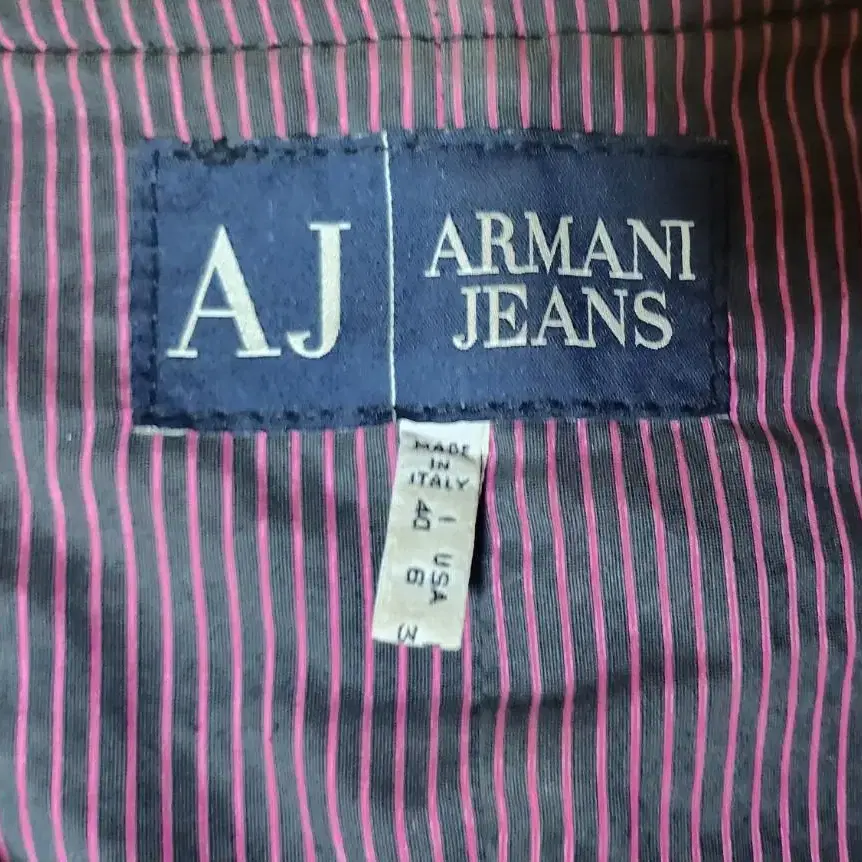 AJ
ARMANI
JEANS
MADE
IN
ITALY
I USA
40 6